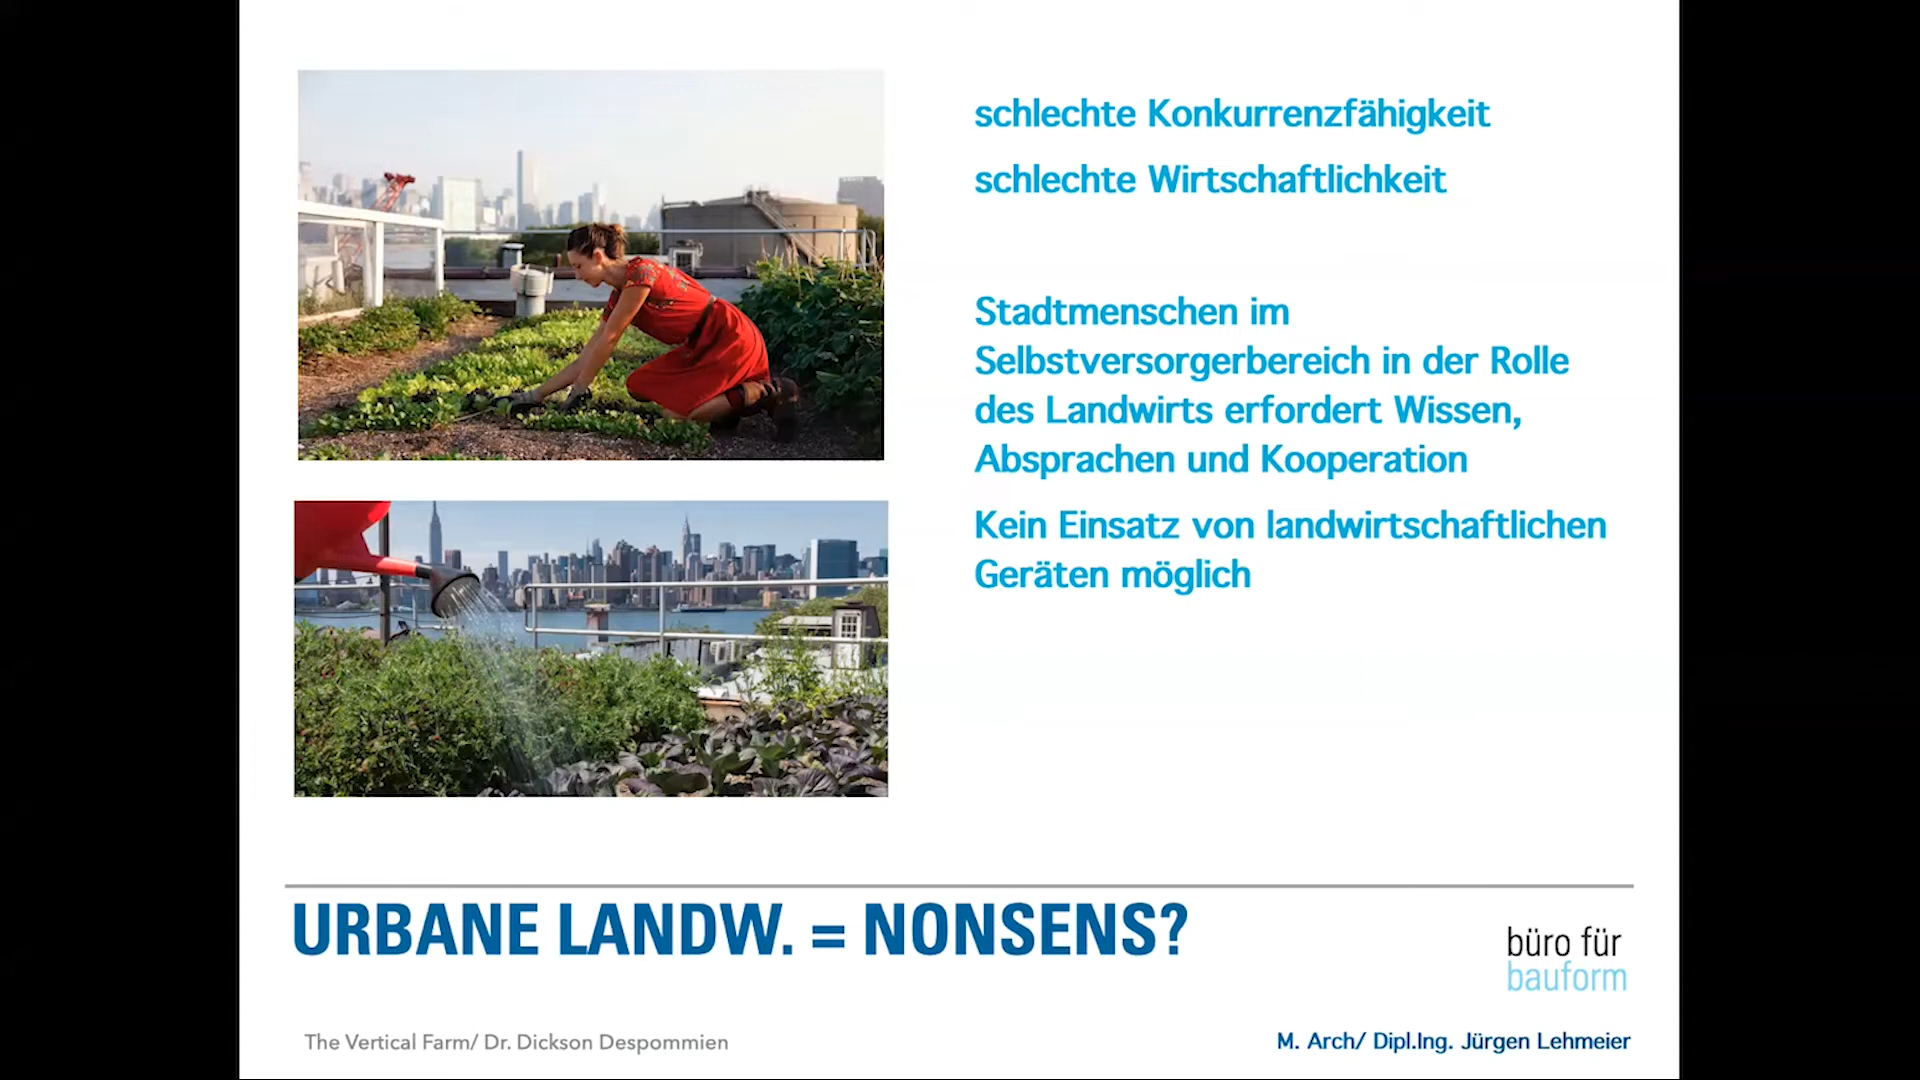 schlechte Konkurrenzfähigkeit
schlechte Wirtschaftlichkeit
Stadtmenschen im
Selbstversorgerbereich in der Rolle
des Landwirts erfordert Wissen,
Absprachen und Kooperation
Kein Einsatz von landwirtschaftlichen
Geräten möglich
URBANE LANDW. = NONSENS?
büro für
bauform
The Vertical Farm/ Dr. Dickson Despommien
M. Arch/ Dipl.Ing. Jürgen Lehmeier